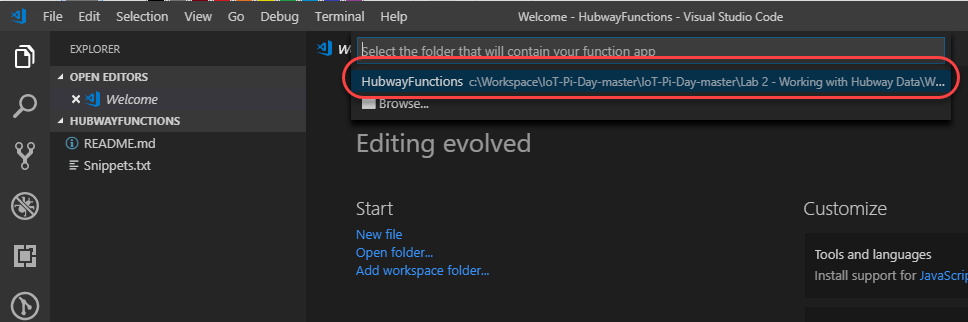 File Edit Selection View Go Debug Terminal Help Welcome - HubwayFunctions - Visual Studio Code
EXPLORER
OPEN EDITORS
Welcome
HUBWAYFUNCTIONS
README.md
Snippets.txt
Select the folder that will contain your function app
HubwayFunctions c:\Workspace\IoT-Pi-Day-master\IoT-Pi-Day-master\Lab 2 - Working with Hubway Data\W...
Browse...
Editing evolved
Start
New file
Open folder...
Add workspace folder...
Customize
Tools and languages
Install support for JavaScrip